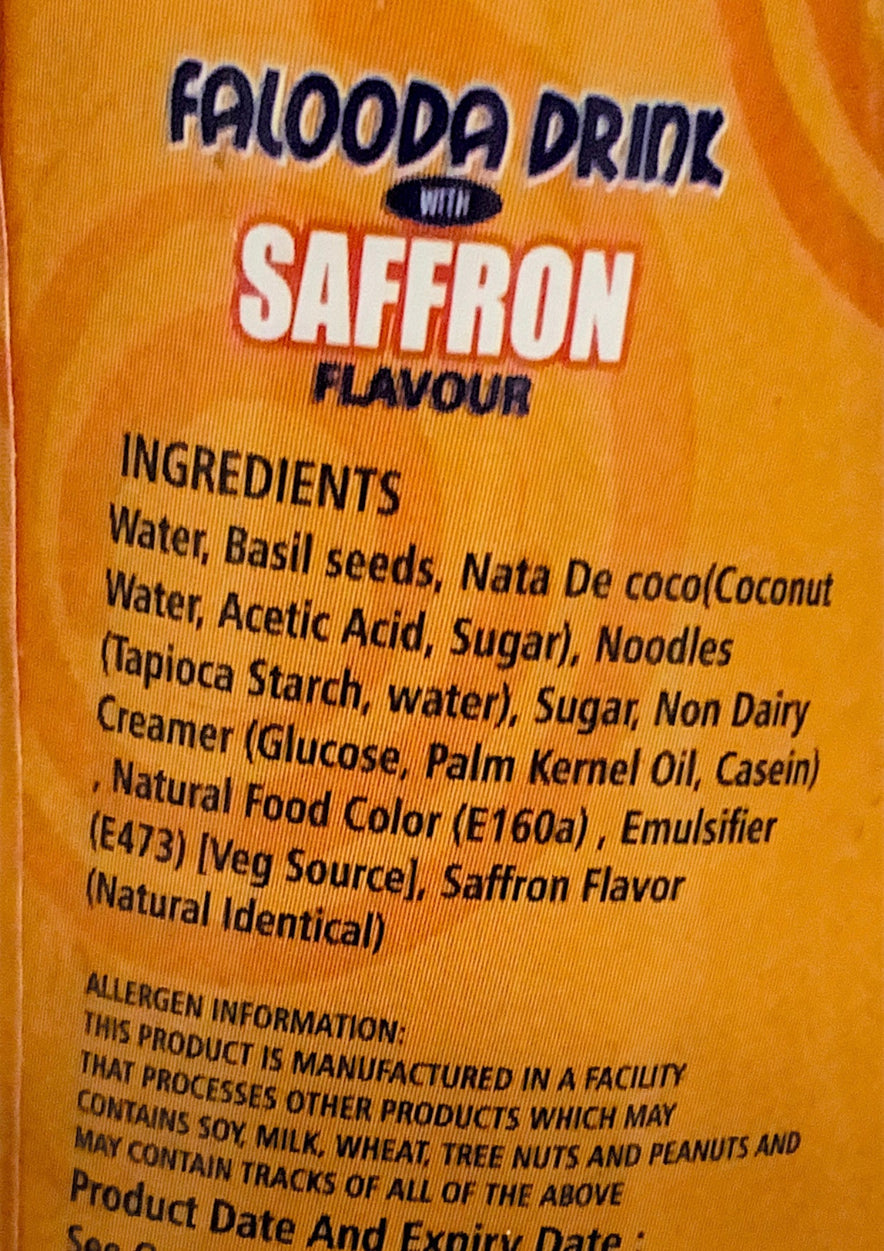 FALOODA DRINK
WITH
SAFFRON
FLAVOUR
INGREDIENTS
Water, Basil seeds, Nata De coco(Coconut
Water, Acetic Acid, Sugar), Noodles
(Tapioca Starch, water), Sugar, Non Dairy
Creamer (Glucose, Palm Kernel Oil, Casein)
, Natural Food Color (E160a) , Emulsifier
(E473) [Veg Source], Saffron Flavor
(Natural Identical)
ALLERGEN INFORMATION:
THIS PRODUCT IS MANUFACTURED IN A FACILITY
THAT PROCESSES OTHER PRODUCTS WHICH MAY
CONTAINS SOY, MILK, WHEAT, TREE NUTS AND PEANUTS AND
MAY CONTAIN TRACKS OF ALL OF THE ABOVE
Product Date And Expiry Date :
See